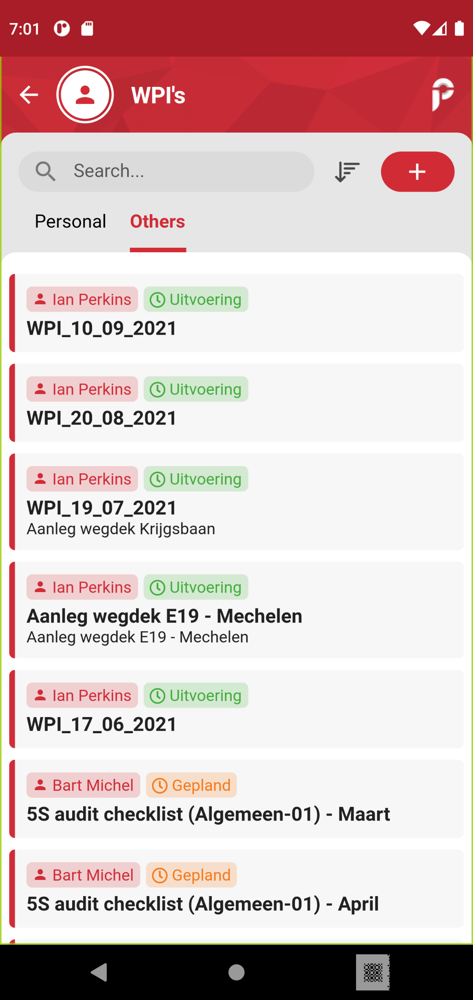 7:01
WPI's
Search...
Personal Others
Ian Perkins Uitvoering
WPI_10_09_2021
Ian Perkins Uitvoering
WPI_20_08_2021
Ian Perkins Uitvoering
WPI_19_07_2021
Aanleg wegdek Krijgsbaan
Ian Perkins Uitvoering
Aanleg wegdek E19 - Mechelen
Aanleg wegdek E19 - Mechelen
Ian Perkins Uitvoering
WPI_17_06_2021
Bart Michel Gepland
5S audit checklist (Algemeen-01) - Maart
Bart Michel Gepland
5S audit checklist (Algemeen-01) - April